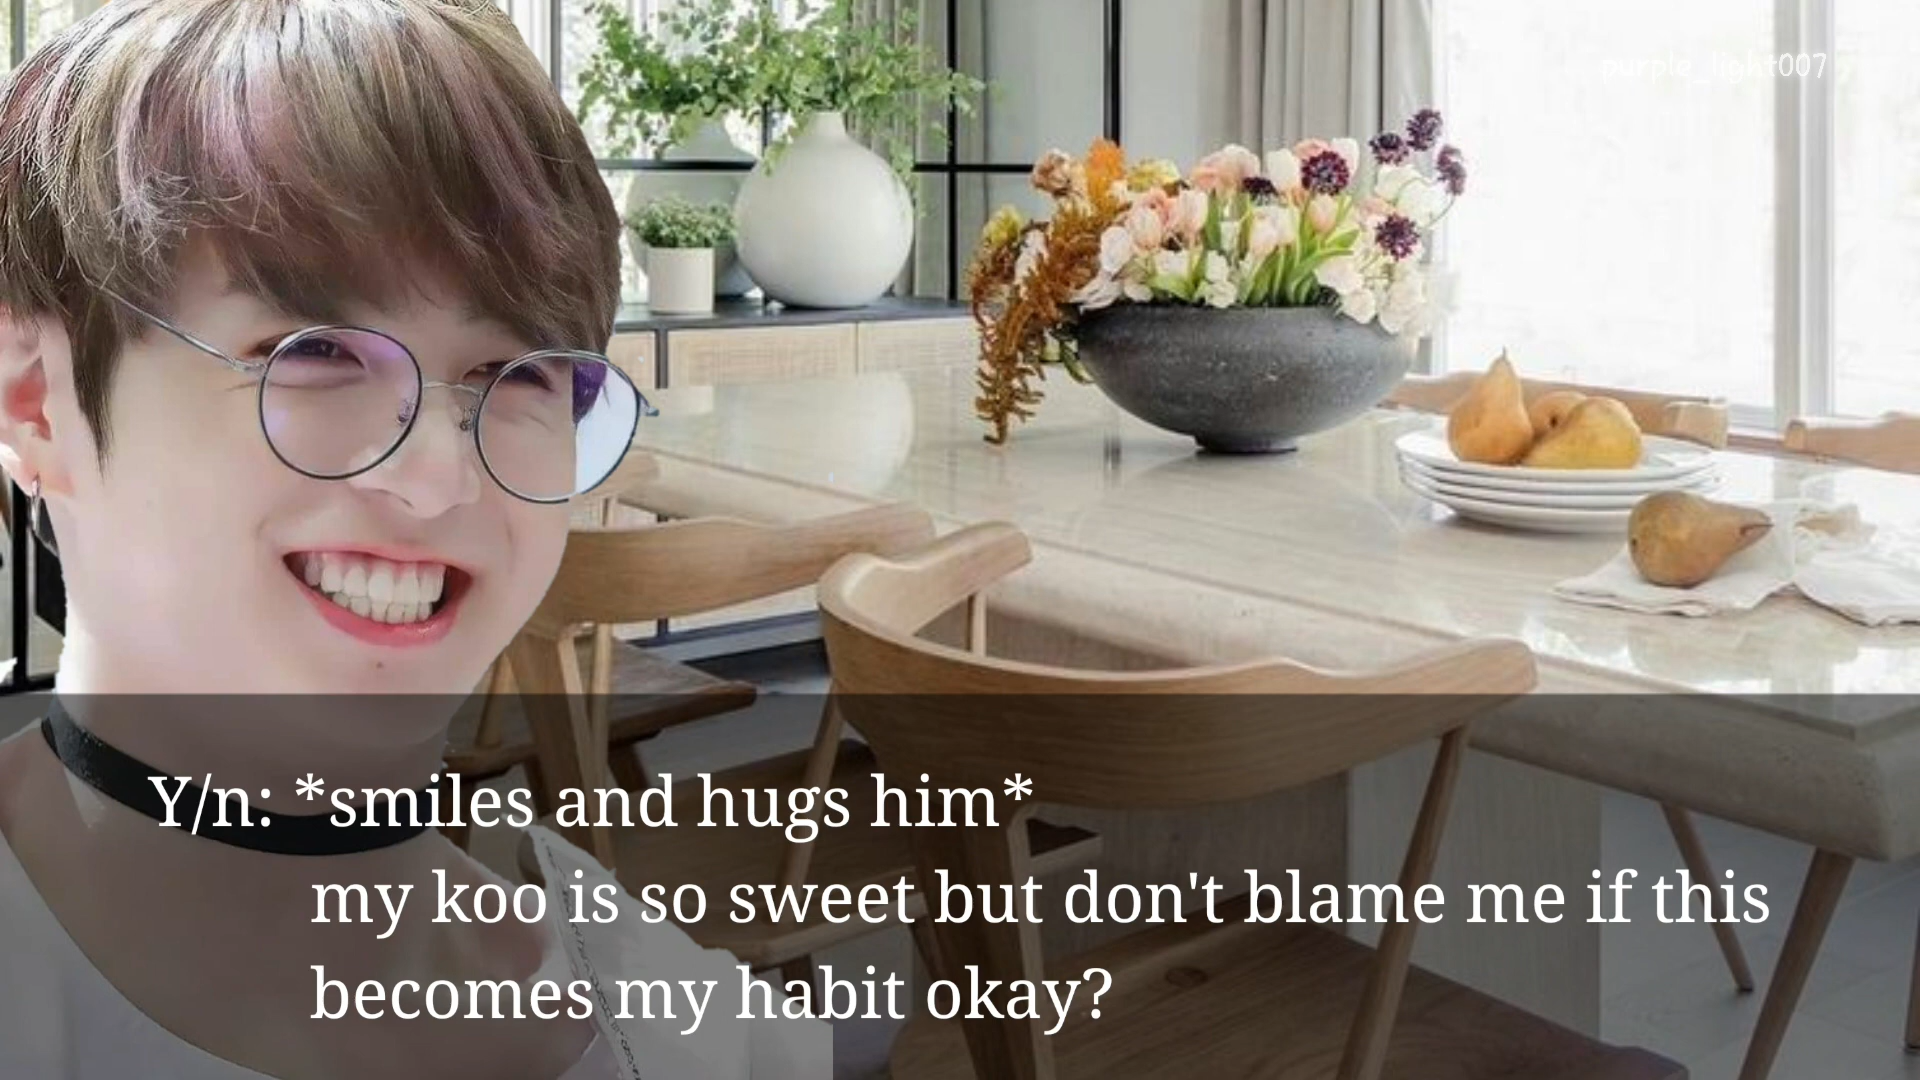 purple_light007
Y/n: *smiles and hugs him*
my koo is so sweet but don't blame me if this
becomes my habit okay?